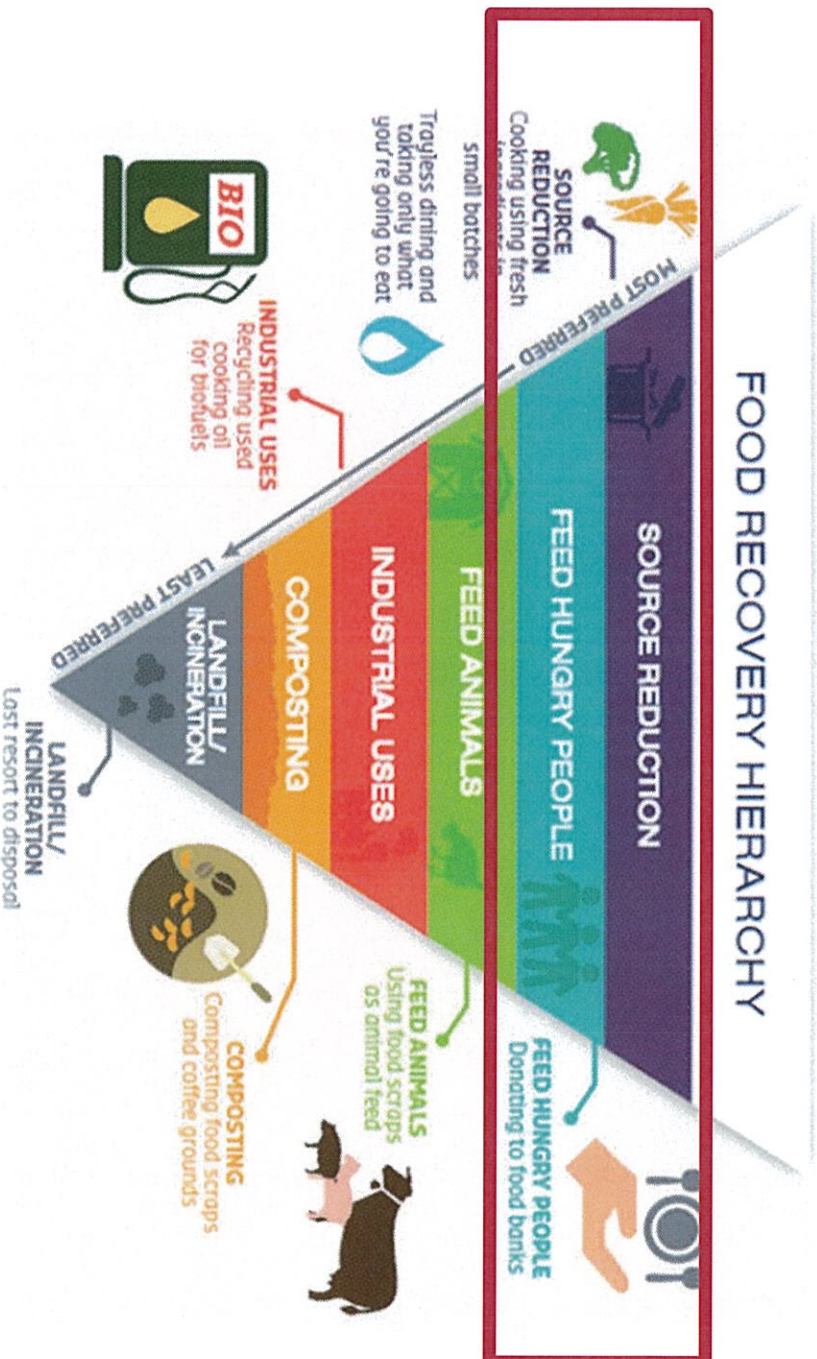 FOOD RECOVERY HIERARCHY
SOURCE
REDUCTION
Cooking using fresh
ingredients in
small batches
Trayless dining and
taking only what
you're going to eat
MOST PREFERRED
LEAST PREFERRED
SOURCE REDUCTION
FEED HUNGRY PEOPLE
FEED ANIMALS
INDUSTRIAL USES
COMPOSTING
LANDFILL/
INCINERATION
FEED HUNGRY PEOPLE
Donating to food banks
FEED ANIMALS
Using food scraps
as animal feed
BIO
INDUSTRIAL USES
Recycling used
cooking oil
for biofuels
COMPOSTING
Composting food scraps
and coffee grounds
LANDFILL/
INCINERATION
Last resort to disposal